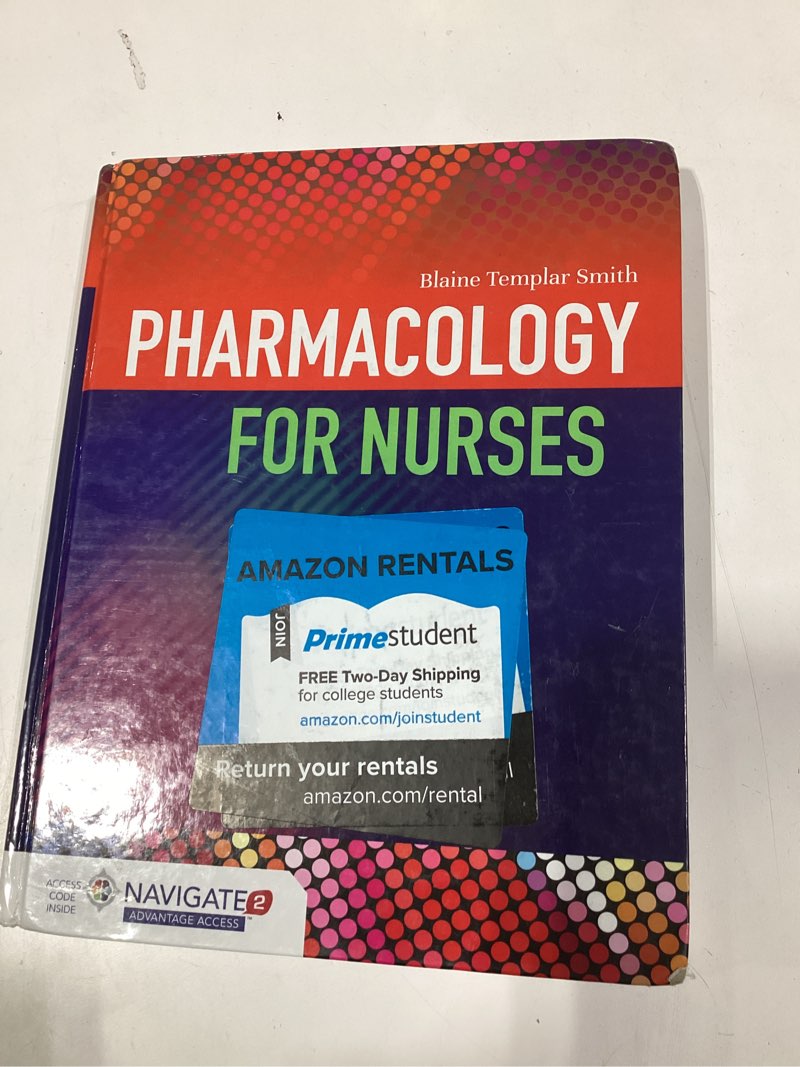 Blaine Templar Smith
PHARMACOLOGY
FOR NURSES
AMAZON RENTALS
JOIN
Primestudent
FREE Two-Day Shipping
for college students
amazon.com/joinstudent
Return your rentals
amazon.com/rental
ACCESS
CODE
INSIDE
NAVIGATE 2
ADVANTAGE ACCESS™